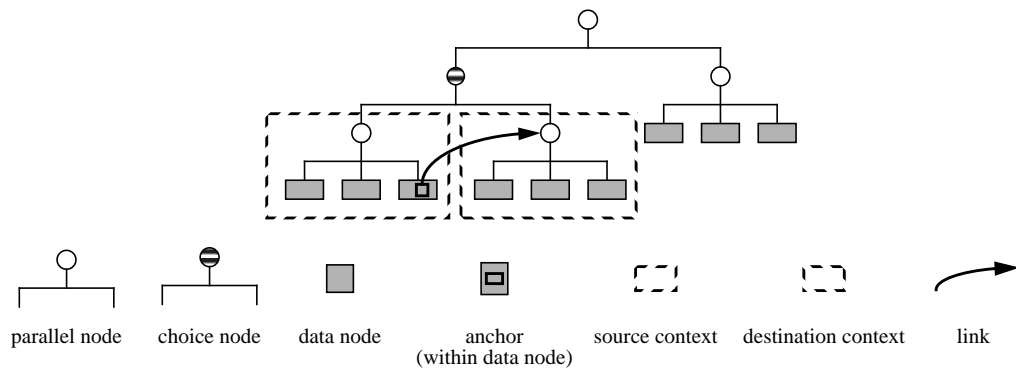 parallel node
choice node
data node
anchor
(within data node)
source context
destination context
link